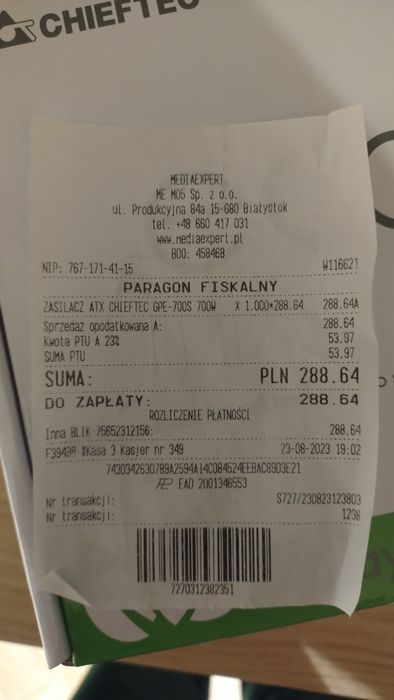 CHIEFTEC
MEDIAEXPERT
ME M05 Sp. z o.o.
ul. Produkcyjna 84a 15-680 Białystok
tel. +48 660 417 031
www.mediaexpert.pl
BDO: 458468
NIP: 767-171-41-15 W116621
PARAGON FISKALNY
ZASILACZ ATX CHIEFTEC GPE-700S 700W X 1.000*288.64 288.64A
Sprzedaż opodatkowana A: 288.64
Kwota PTU A 23% 53.97
SUMA PTU 53.97
SUMA: PLN 288.64
DO ZAPŁATY: 288.64
ROZLICZENIE PŁATNOŚCI
Inna BLIK 75652312156: 288.64
#Kasa 3 Kasjer nr 349 23-08-2023 19:02
7430342630789A2594A14C084524EEBAC89D3E21
EAD 2001346553
Nr transakcji: S727/230823123803
Nr transakcji: 1238
7270312382351